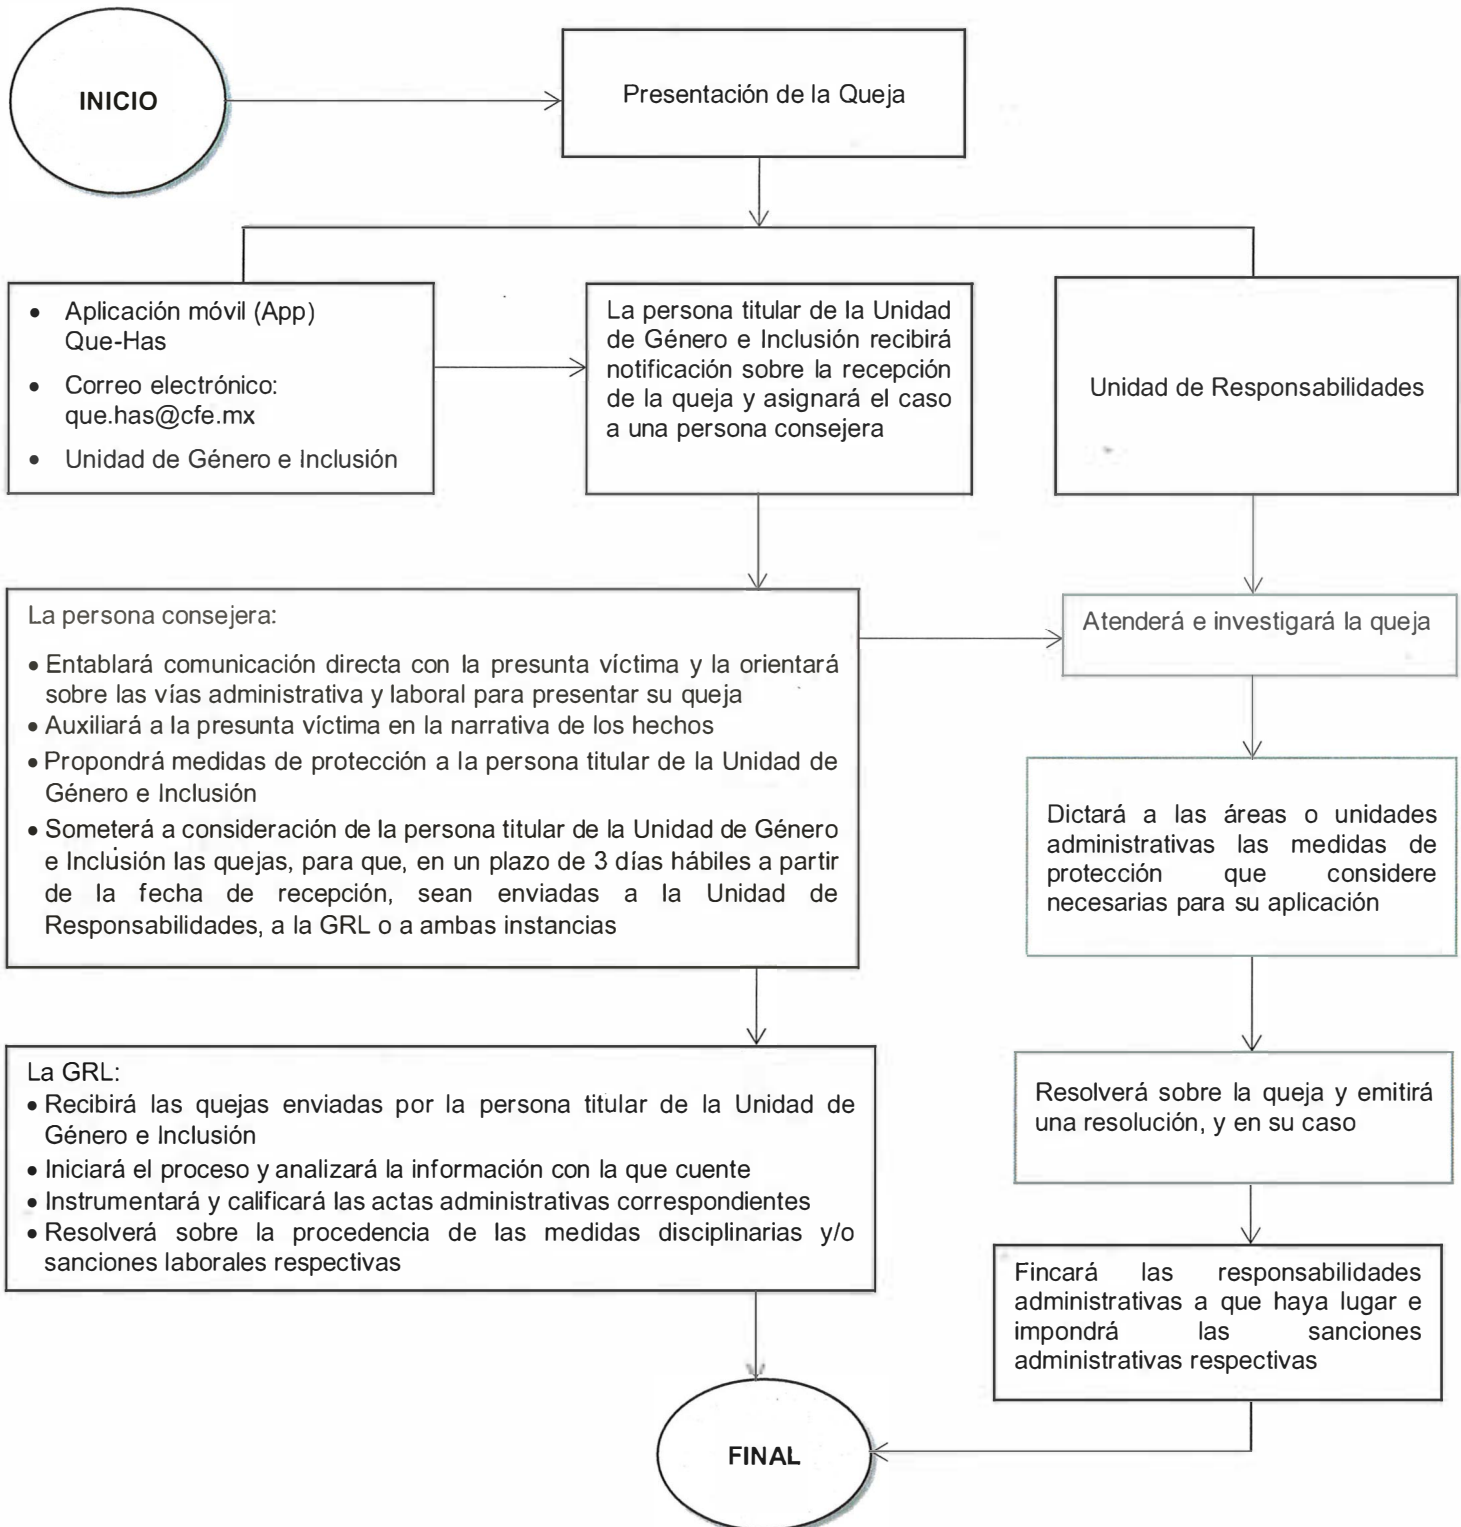 INICIO
Presentación de la Queja
• Aplicación móvil (App)
Que-Has
• Correo electrónico:
que.has@cfe.mx
• Unidad de Género e Inclusión
La persona titular de la Unidad
de Género e Inclusión recibirá
notificación sobre la recepción
de la queja y asignará el caso
a una persona consejera
Unidad de Responsabilidades
La persona consejera:
• Entablará comunicación directa con la presunta víctima y la orientará
sobre las vías administrativa y laboral para presentar su queja
• Auxiliará a la presunta víctima en la narrativa de los hechos
• Propondrá medidas de protección a la persona titular de la Unidad de
Género e Inclusión
• Someterá a consideración de la persona titular de la Unidad de Género
e Inclusión las quejas, para que, en un plazo de 3 días hábiles a partir
de la fecha de recepción, sean enviadas a la Unidad de
Responsabilidades, a la GRL o a ambas instancias
Atenderá e investigará la queja
Dictará a las áreas o unidades
administrativas las medidas de
protección que considere
necesarias para su aplicación
La GRL:
• Recibirá las quejas enviadas por la persona titular de la Unidad de
Género e Inclusión
• Iniciará el proceso y analizará la información con la que cuente
• Instrumentará y calificará las actas administrativas correspondientes
• Resolverá sobre la procedencia de las medidas disciplinarias y/o
sanciones laborales respectivas
Resolverá sobre la queja y emitirá
una resolución, y en su caso
Fincará las responsabilidades
administrativas a que haya lugar e
impondrá las sanciones
administrativas respectivas
FINAL